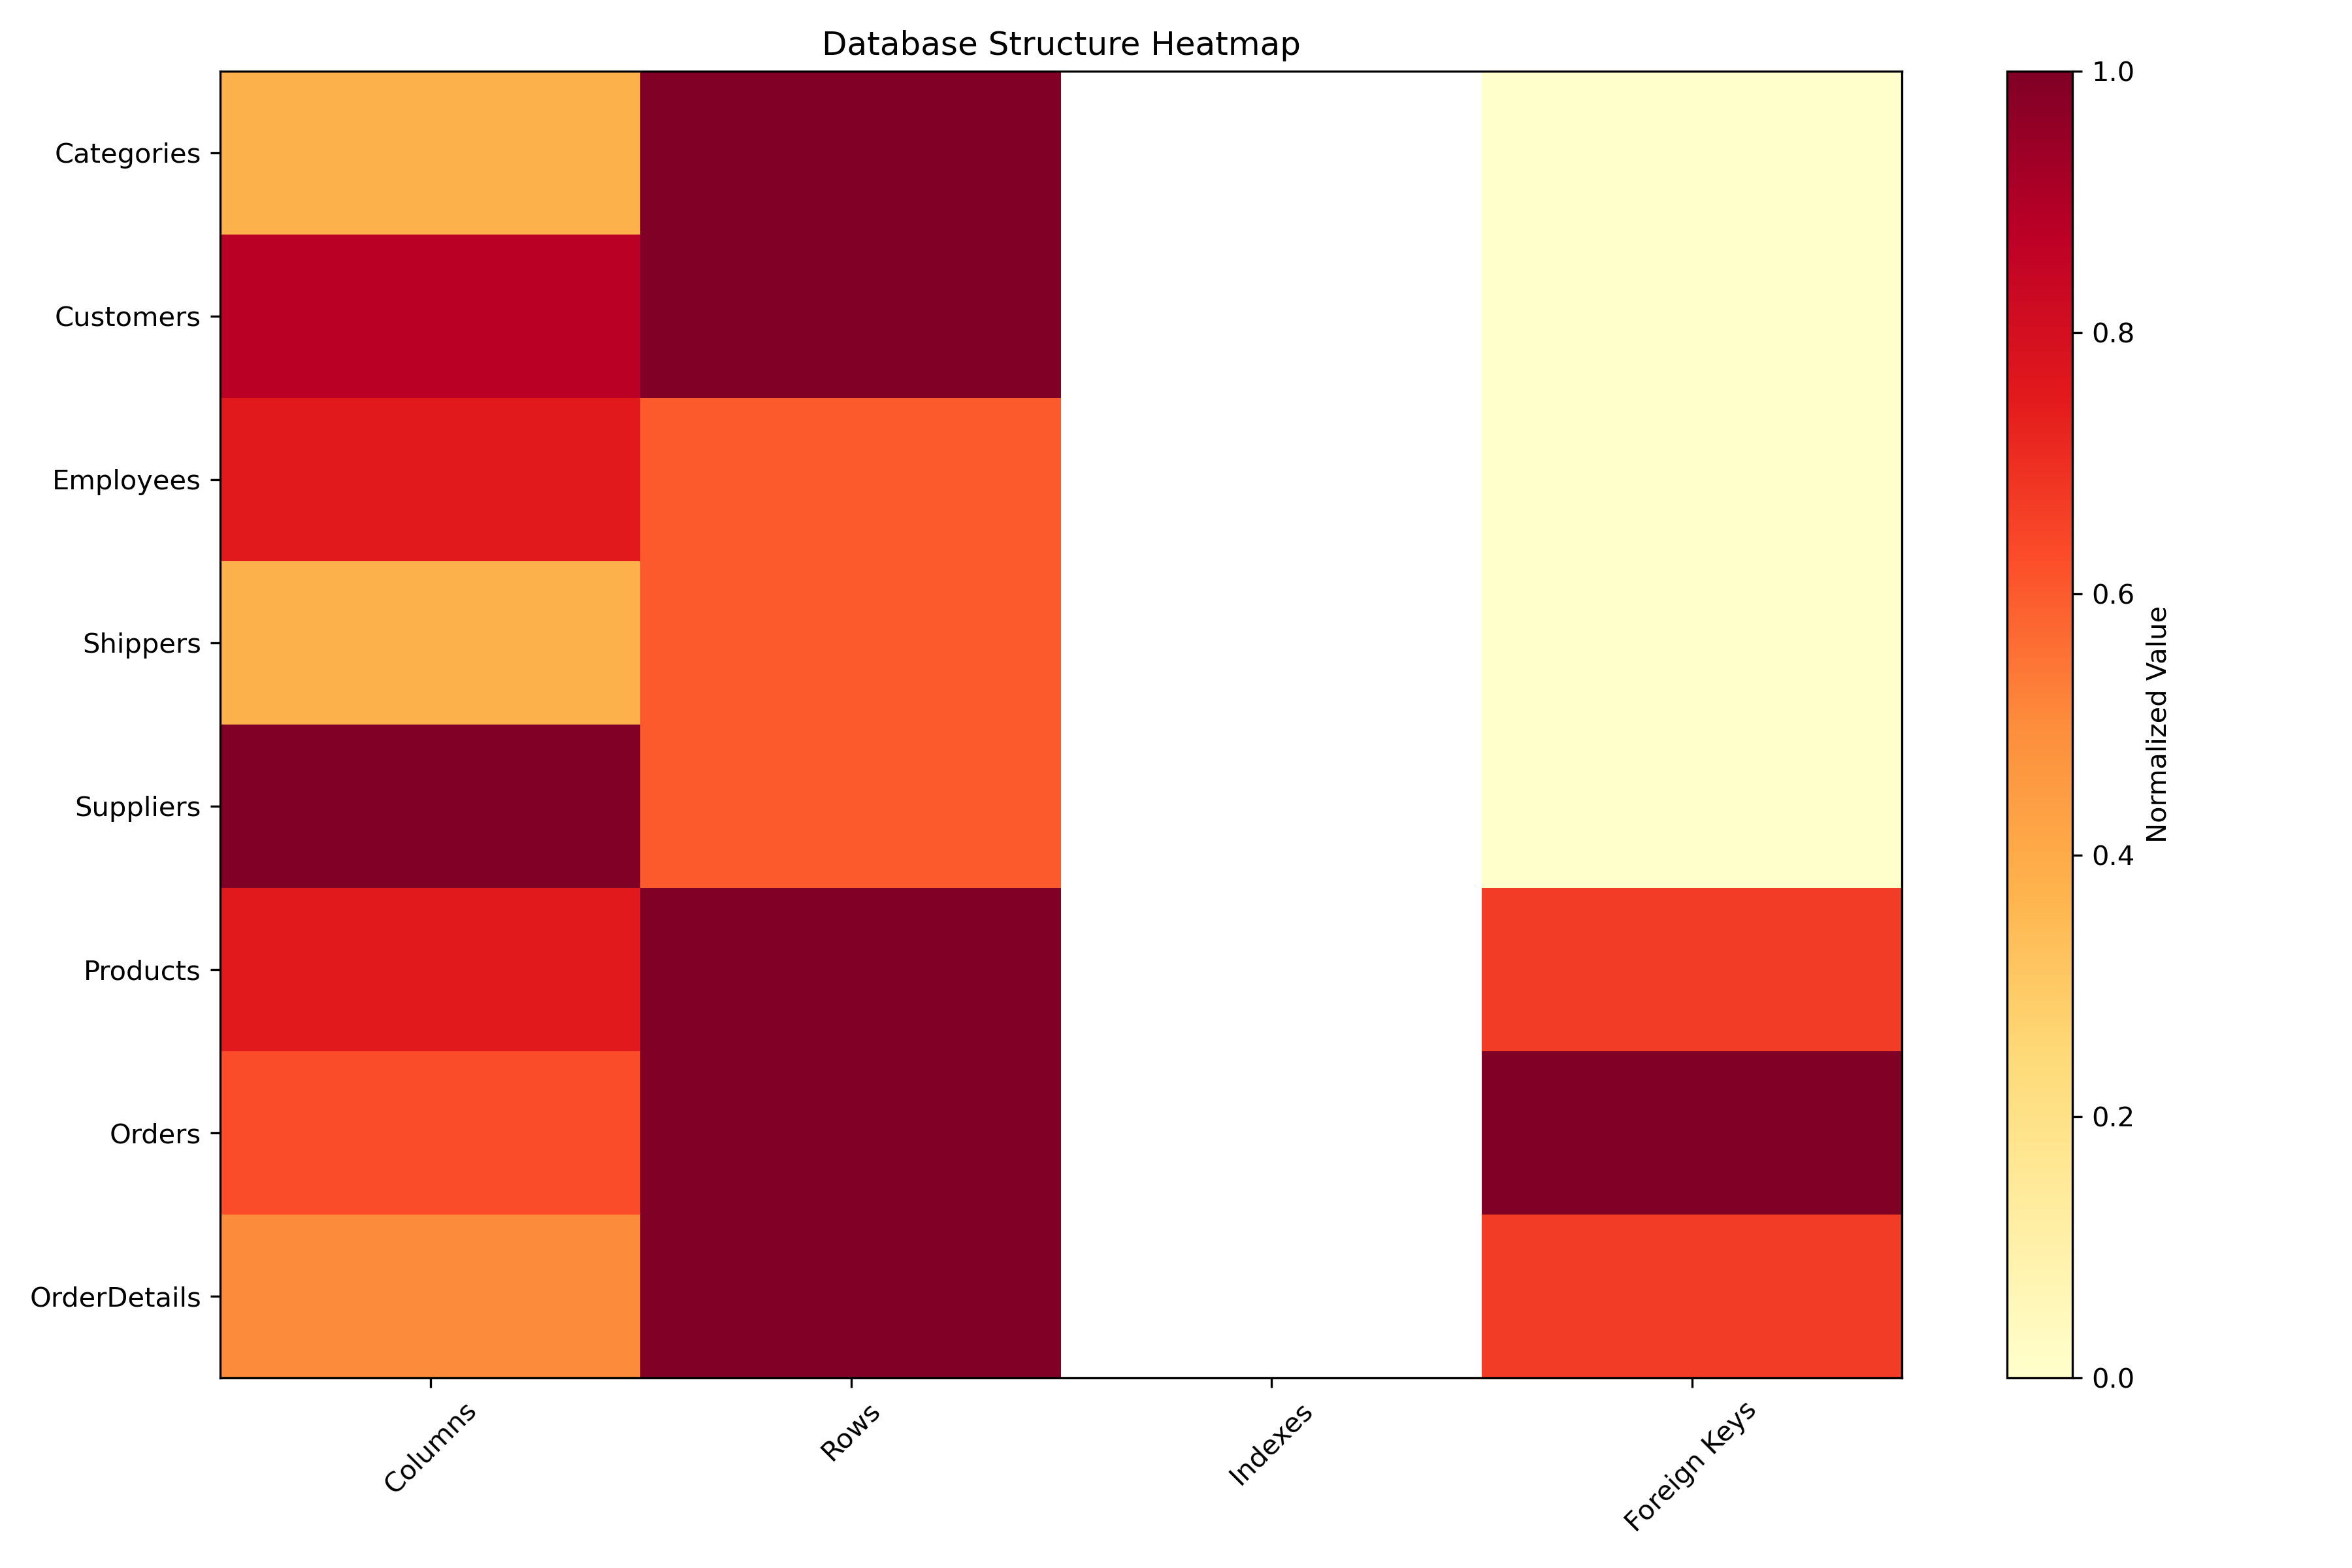 Database Structure Heatmap
Categories
Customers
Employees
Shippers
Suppliers
Products
Orders
OrderDetails
Columns
Rows
Indexes
Foreign Keys
1.0
0.8
0.6
0.4
0.2
0.0
Normalized Value